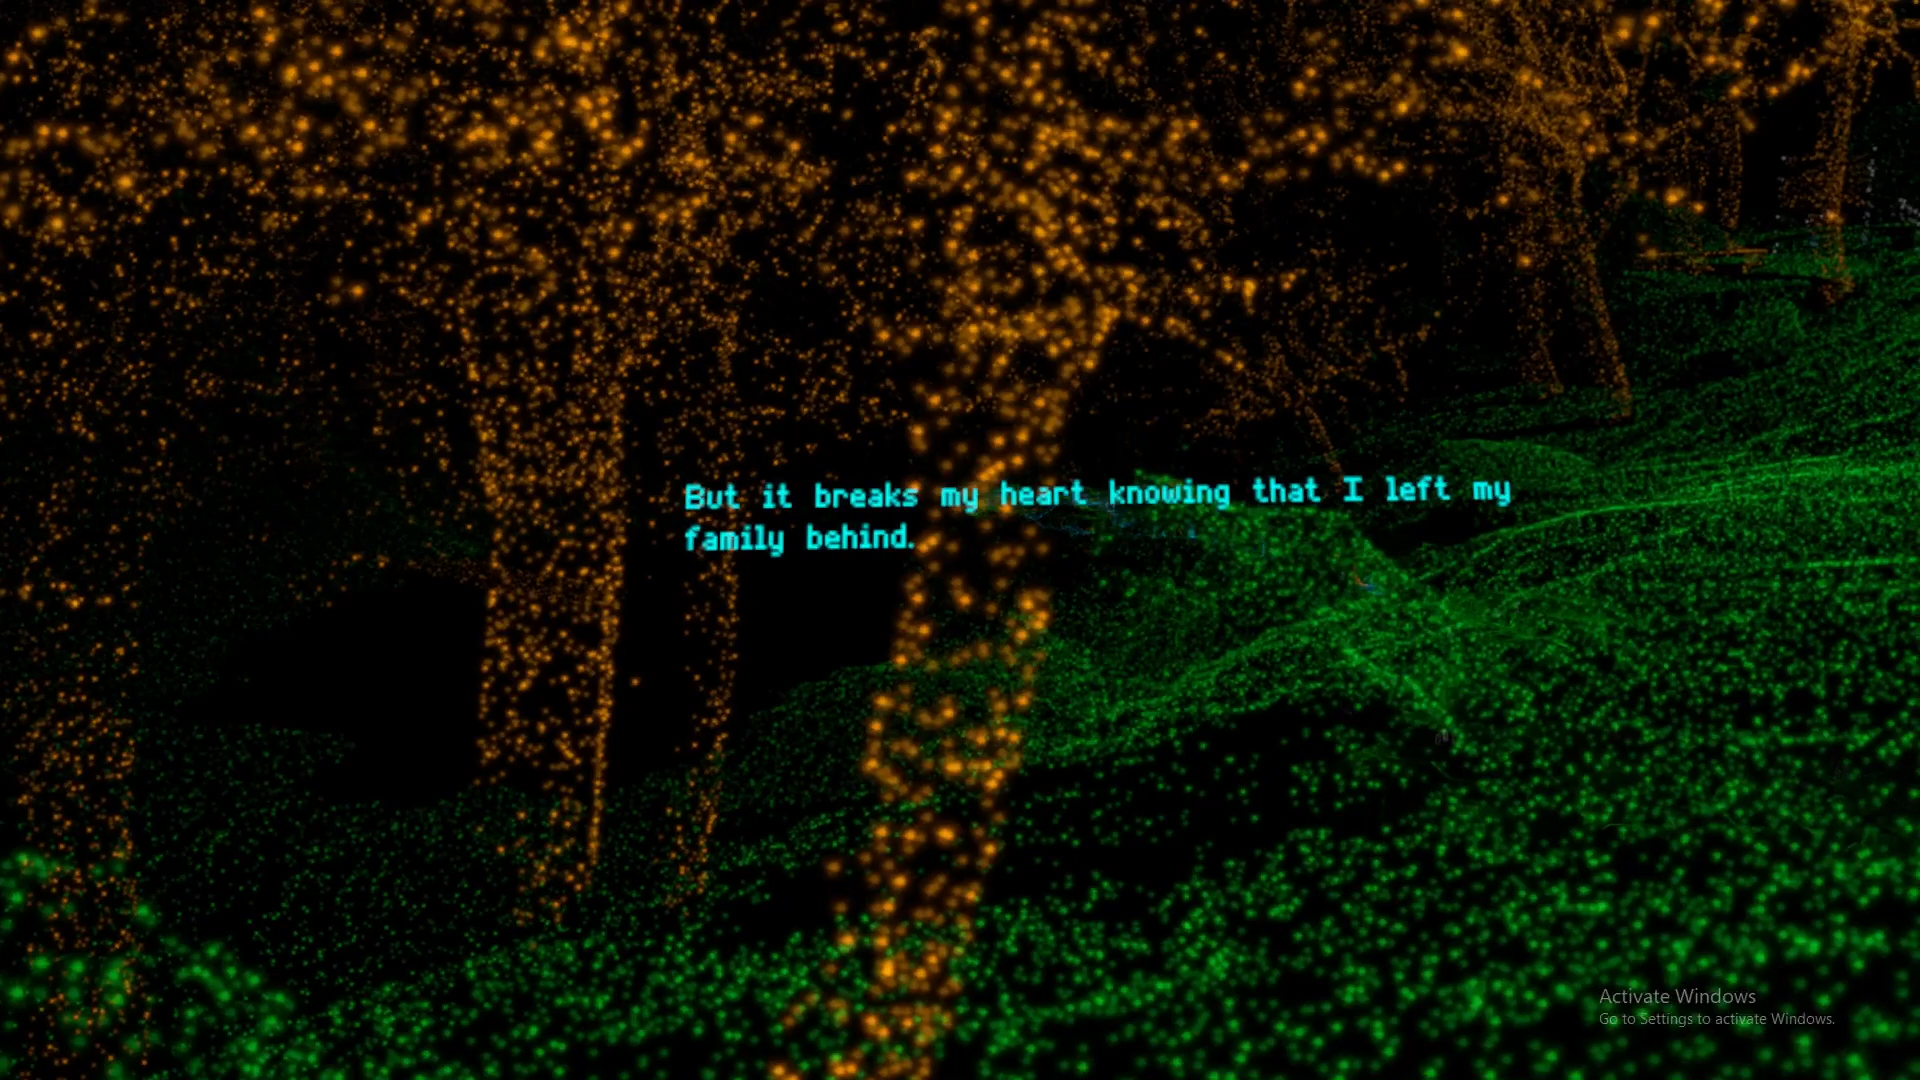 But it breaks my heart knowing that I left my
family behind.
Activate Windows
Go to Settings to activate Windows.